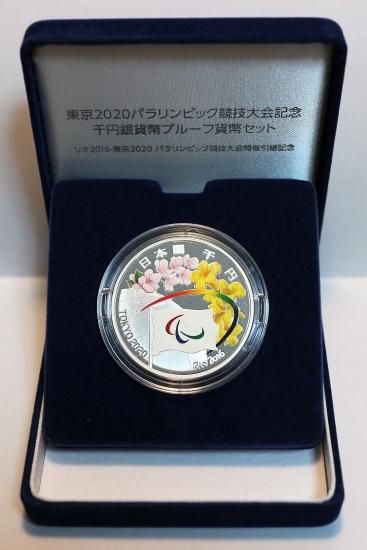 東京2020パラリンピック競技大会記念
千円銀貨幣プルーフ貨幣セット
リオ2016-東京2020 パラリンピック競技大会開催引継記念
日本国 千円
TOKYO 2020
Rio2016